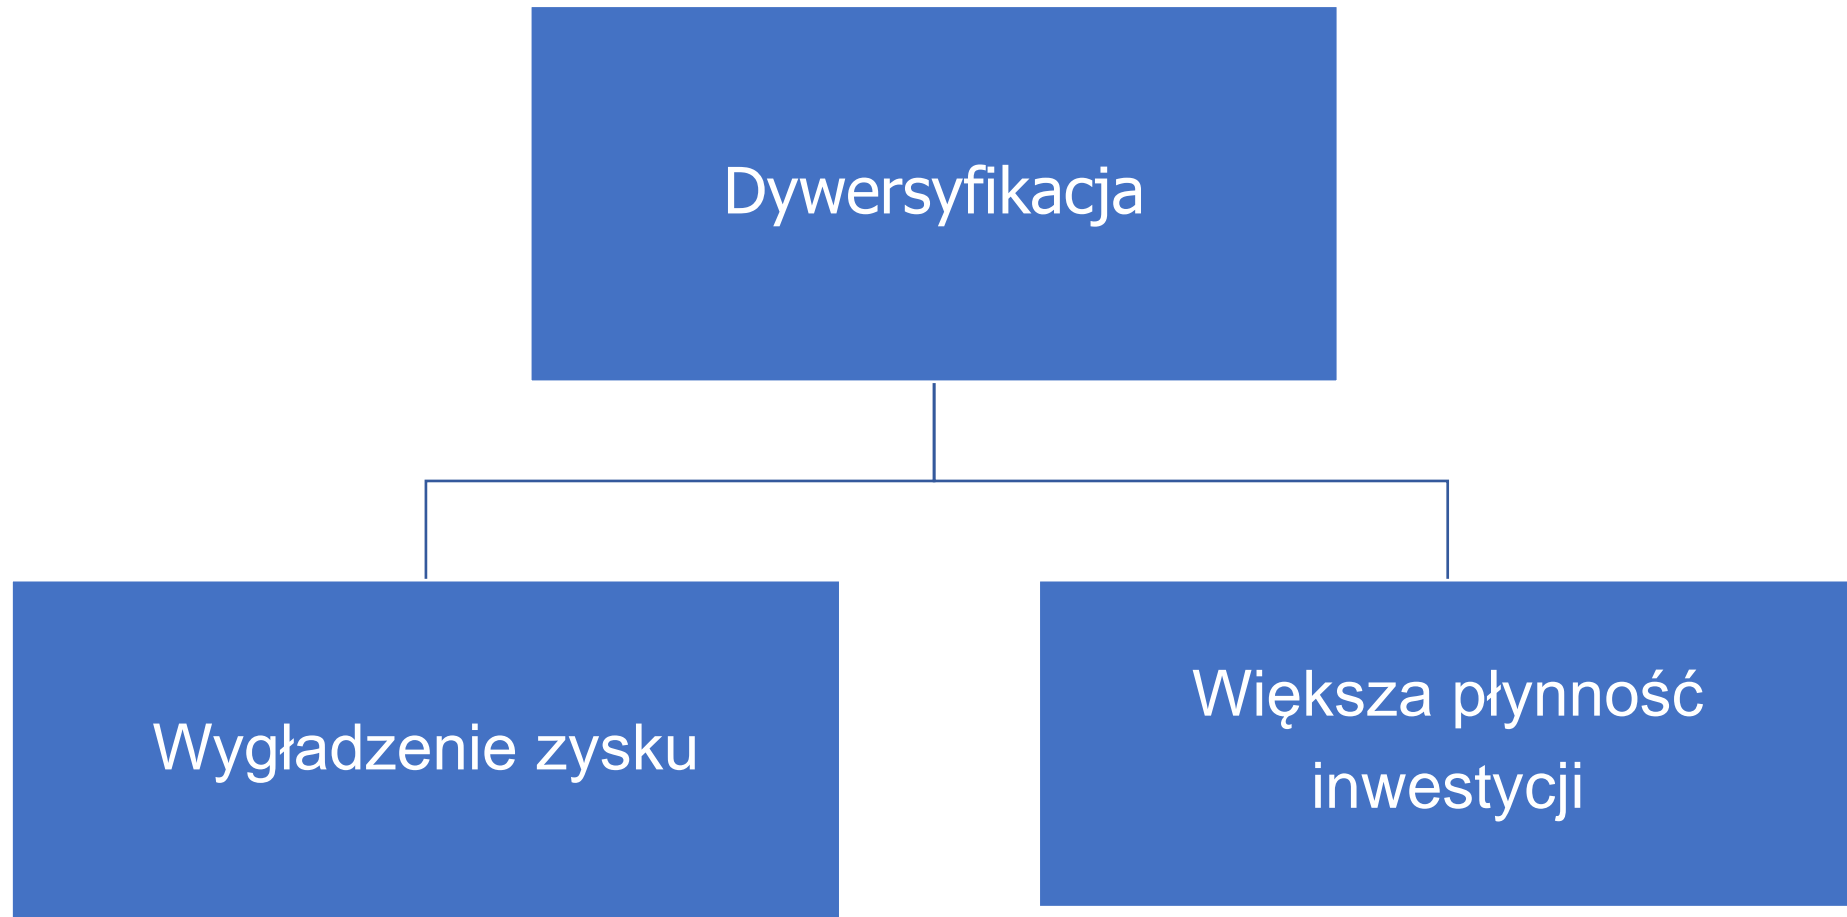 Dywersyfikacja
Wygładzenie zysku
Większa płynność
inwestycji